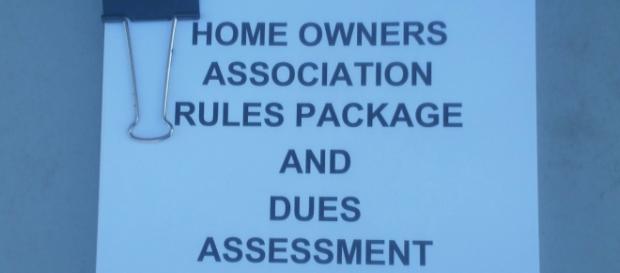 HOME OWNERS
ASSOCIATION
RULES PACKAGE
AND
DUES
ASSESSMENT